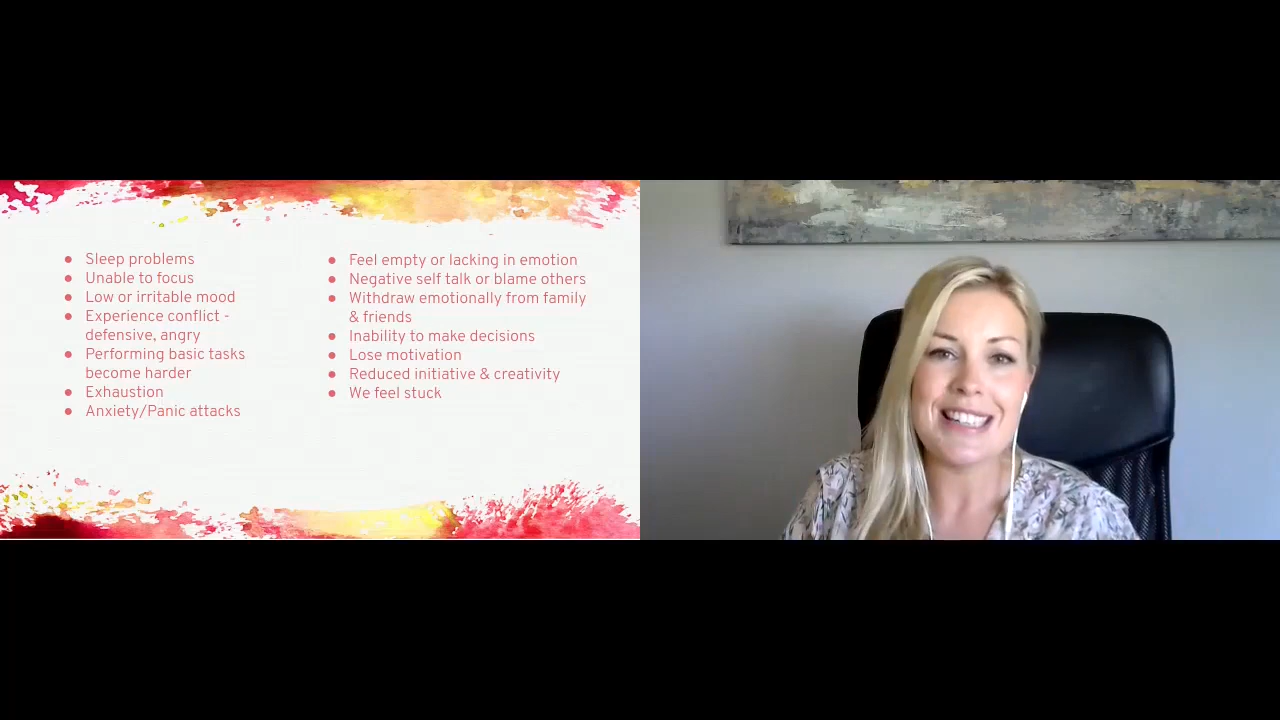 ● Sleep problems
● Unable to focus
● Low or irritable mood
● Experience conflict -
defensive, angry
● Performing basic tasks
become harder
● Exhaustion
● Anxiety/Panic attacks
● Feel empty or lacking in emotion
● Negative self talk or blame others
● Withdraw emotionally from family
& friends
● Inability to make decisions
● Lose motivation
● Reduced initiative & creativity
● We feel stuck